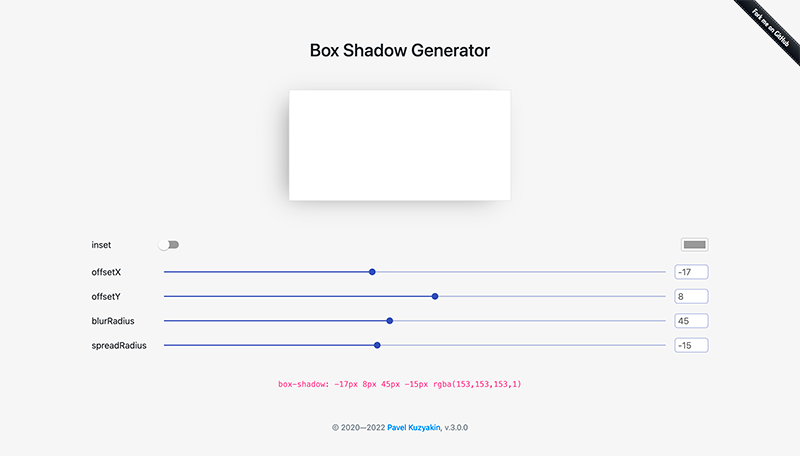 Fork me on GitHub
Box Shadow Generator
inset
offsetX -17
offsetY 8
blurRadius 45
spreadRadius -15
box-shadow: -17px 8px 45px -15px rgba(153,153,153,1)
© 2020—2022 Pavel Kuzyakin, v.3.0.0